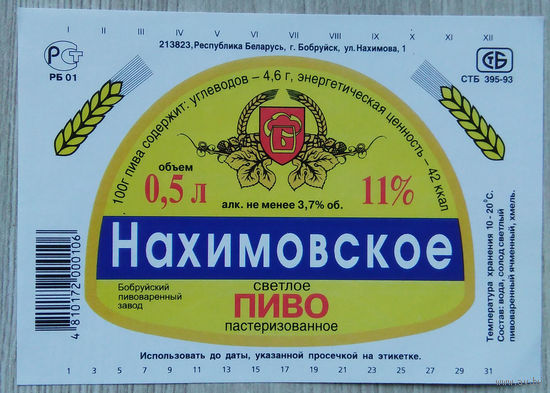 I II III IV V VI VII VIII IX X XI XII
213823,Республика Беларусь, г. Бобруйск, ул.Нахимова, 1
РСТ
РБ 01
СТБ
СТБ 395-93
100г пива содержит: углеводов – 4,6 г, энергетическая ценность – 42 ккал
Б
объем
0,5 л
11%
алк. не менее 3,7% об.
Нахимовское
Бобруйский
пивоваренный
завод
светлое
ПИВО
пастеризованное
4 810172 000106
Температура хранения 10 - 20°С.
Состав: вода, солод светлый
пивоваренный ячменный, хмель.
Использовать до даты, указанной просечкой на этикетке.
1 3 5 7 9 11 13 15 17 19 21 23 25 27 29 31